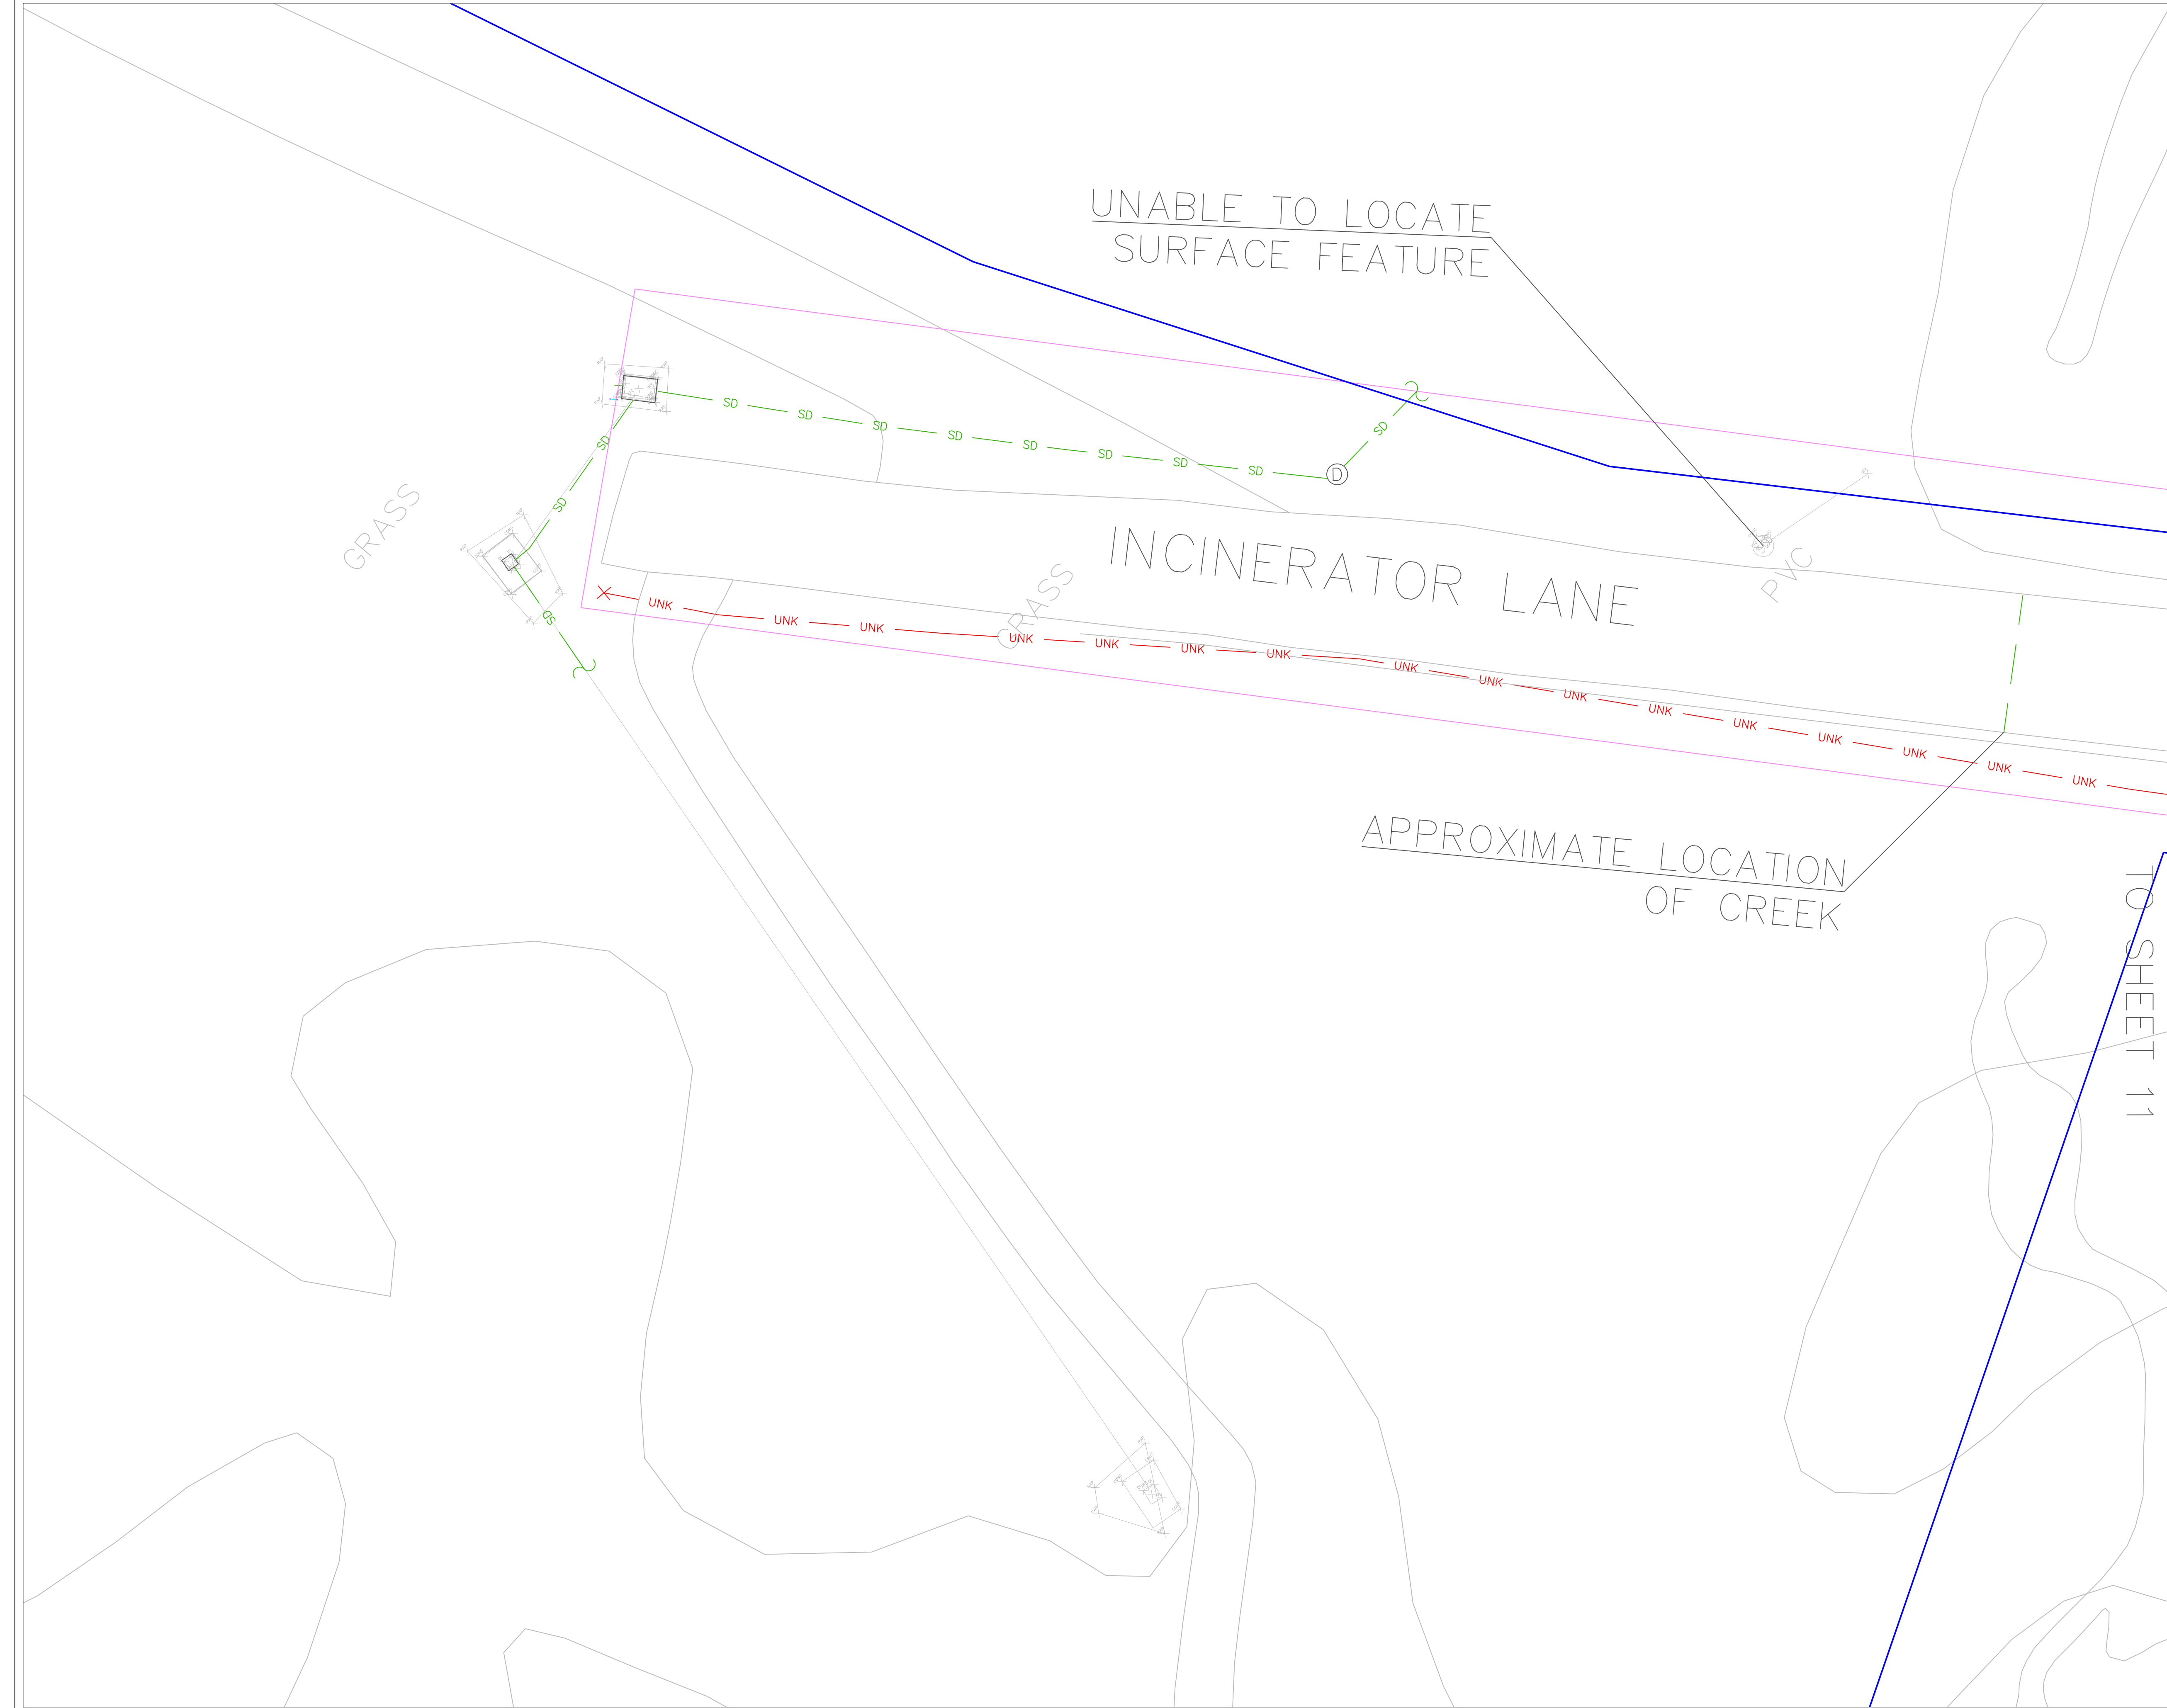 UNABLE TO LOCATE
SURFACE FEATURE
SD SD SD SD SD SD SD SD
SD
D
SD
SD
SD
GRASS
INCINERATOR LANE
GRASS
PVC
UNK UNK UNK UNK UNK UNK UNK UNK UNK UNK UNK UNK UNK UNK UNK UNK
APPROXIMATE LOCATION
OF CREEK
TO SHEET 11